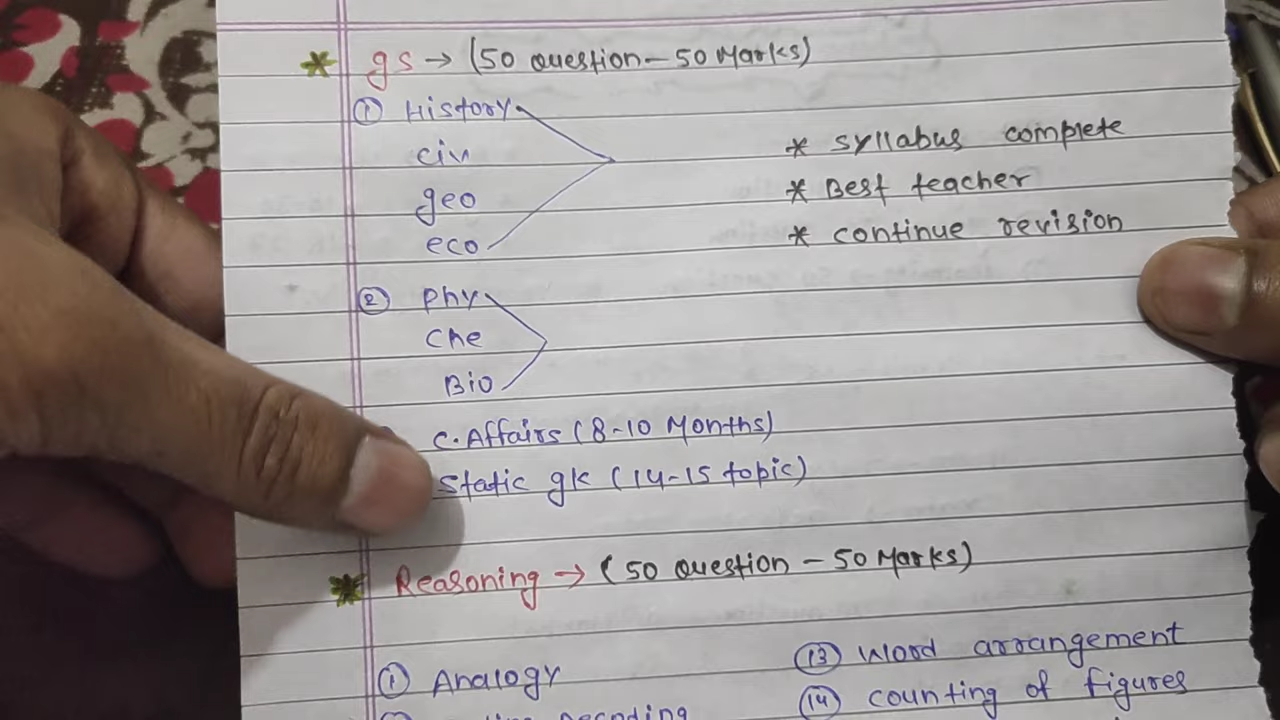 * gs → (50 question - 50 Marks)
① History
civ
geo
eco
* syllabus complete
* Best teacher
* continue revision
② Phy
Che
Bio
C. Affairs (8-10 Months)
Static gk (14-15 topic)
* Reasoning → (50 question - 50 Marks)
① Analogy
⑬ Word arrangement
⑭ counting of figures